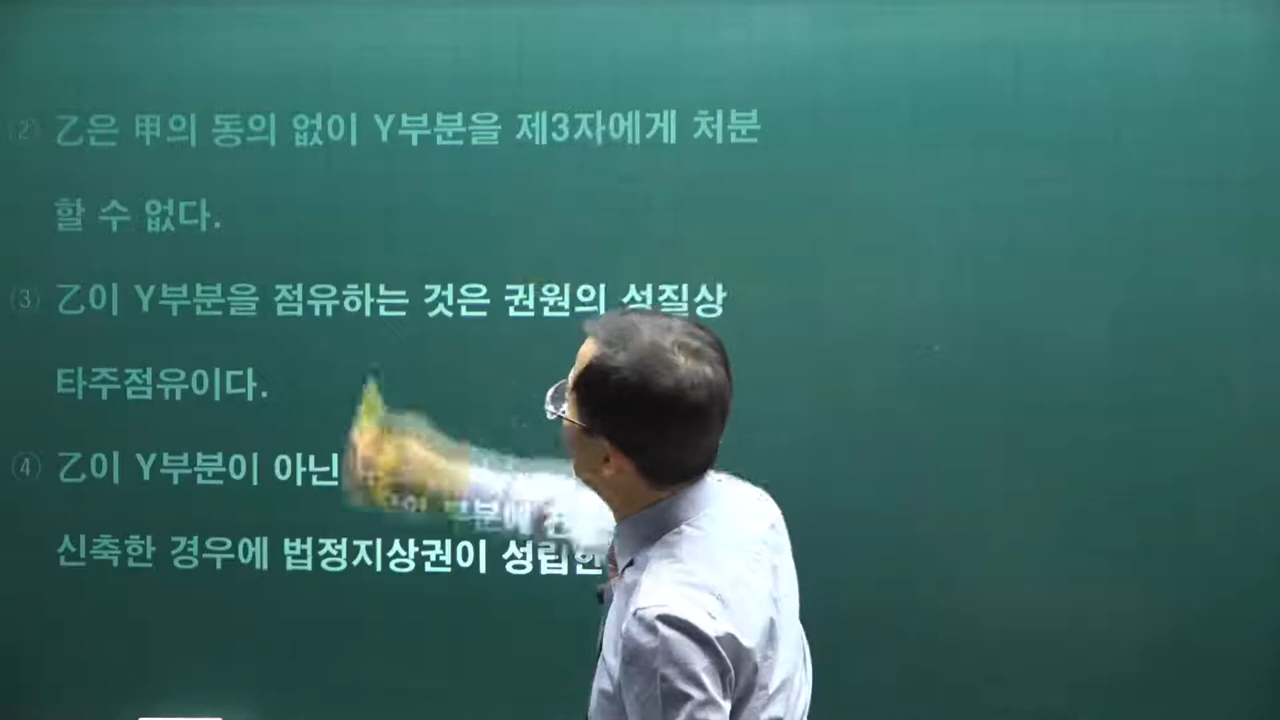 ② 乙은 甲의 동의 없이 Y부분을 제3자에게 처분
할 수 없다.
③ 乙이 Y부분을 점유하는 것은 권원의 성질상
타주점유이다.
④ 乙이 Y부분이 아닌
신축한 경우에 법정지상권이 성립한